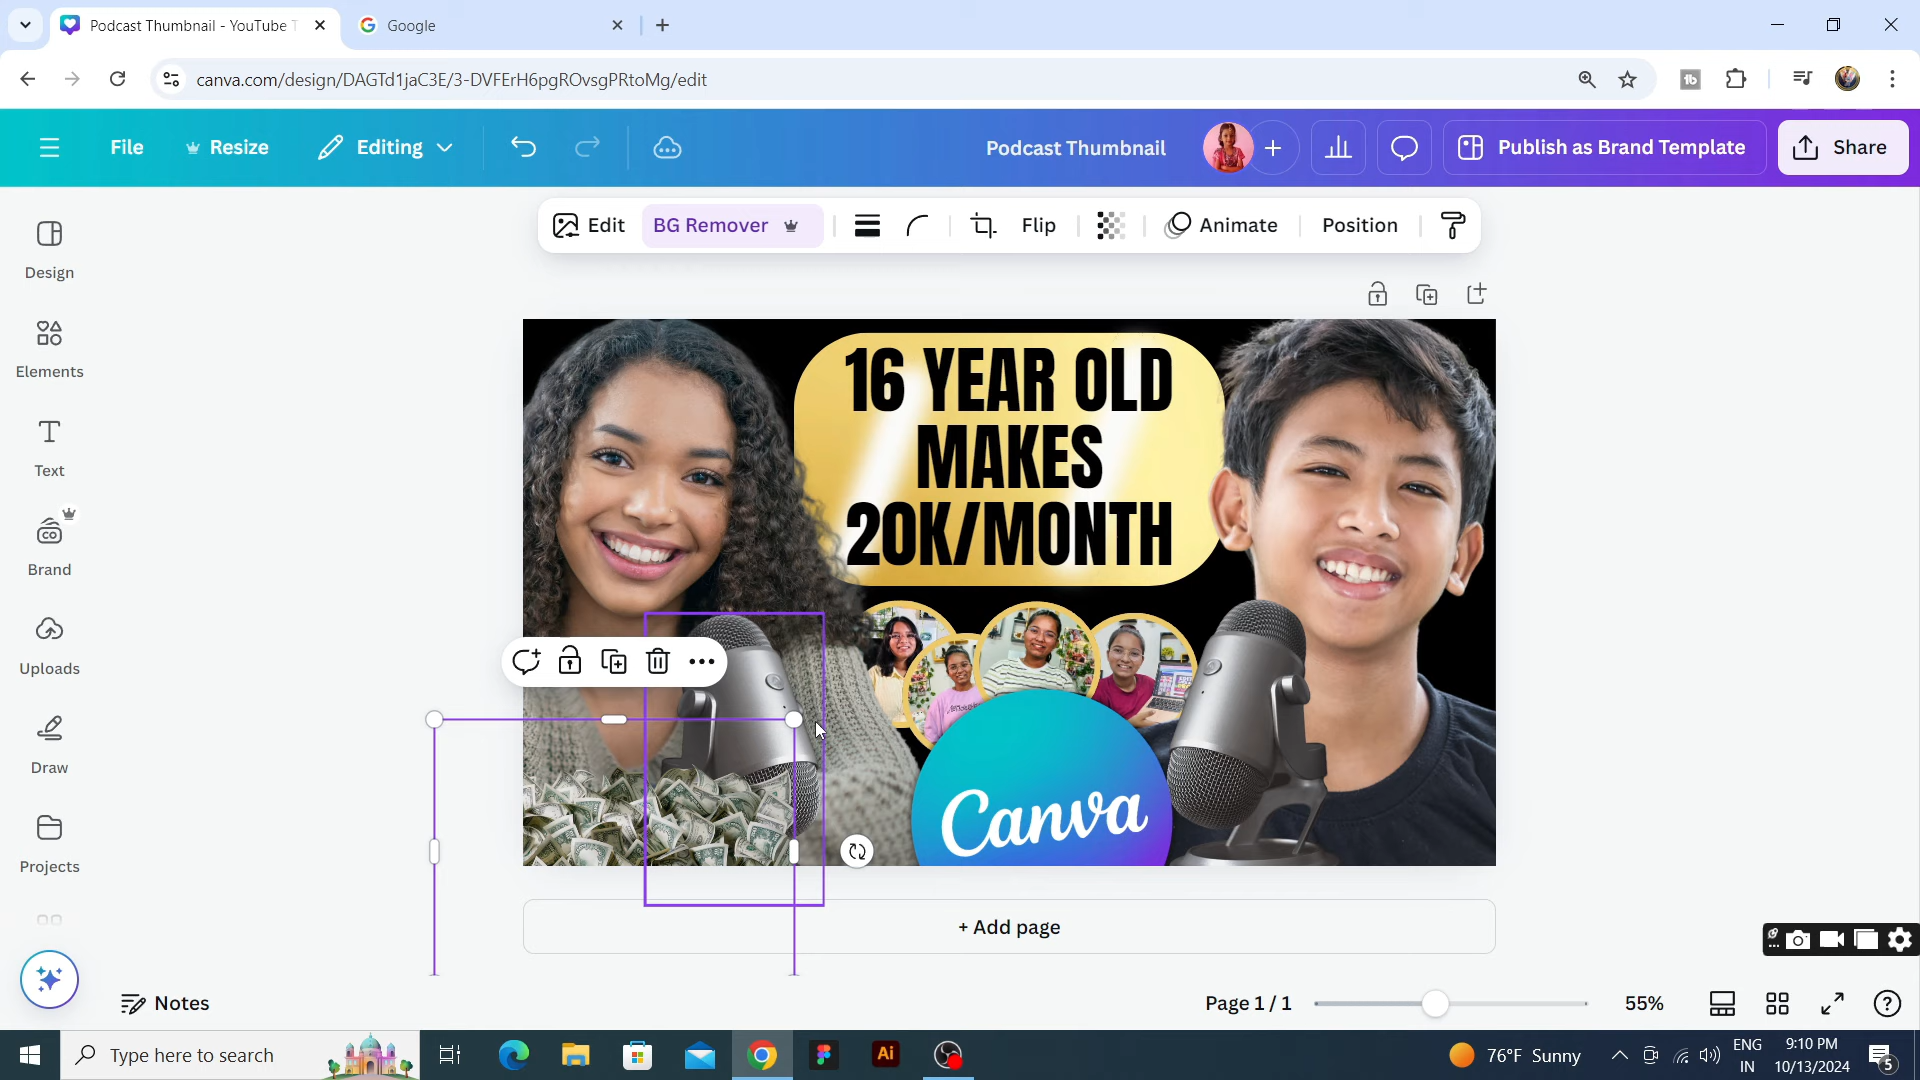 Podcast Thumbnail - YouTube T
Google
canva.com/design/DAGTd1jaC3E/3-DVFErH6pgROvsgPRtoMg/edit
File
Resize
Editing
Podcast Thumbnail
Publish as Brand Template
Share
Edit
BG Remover
Flip
Animate
Position
Design
Elements
Text
Brand
Uploads
Draw
Projects
16 YEAR OLD
MAKES
20K/MONTH
Canva
+ Add page
Notes
Page 1 / 1
55%
Type here to search
Ai
76°F Sunny
ENG
IN
9:10 PM
10/13/2024
5